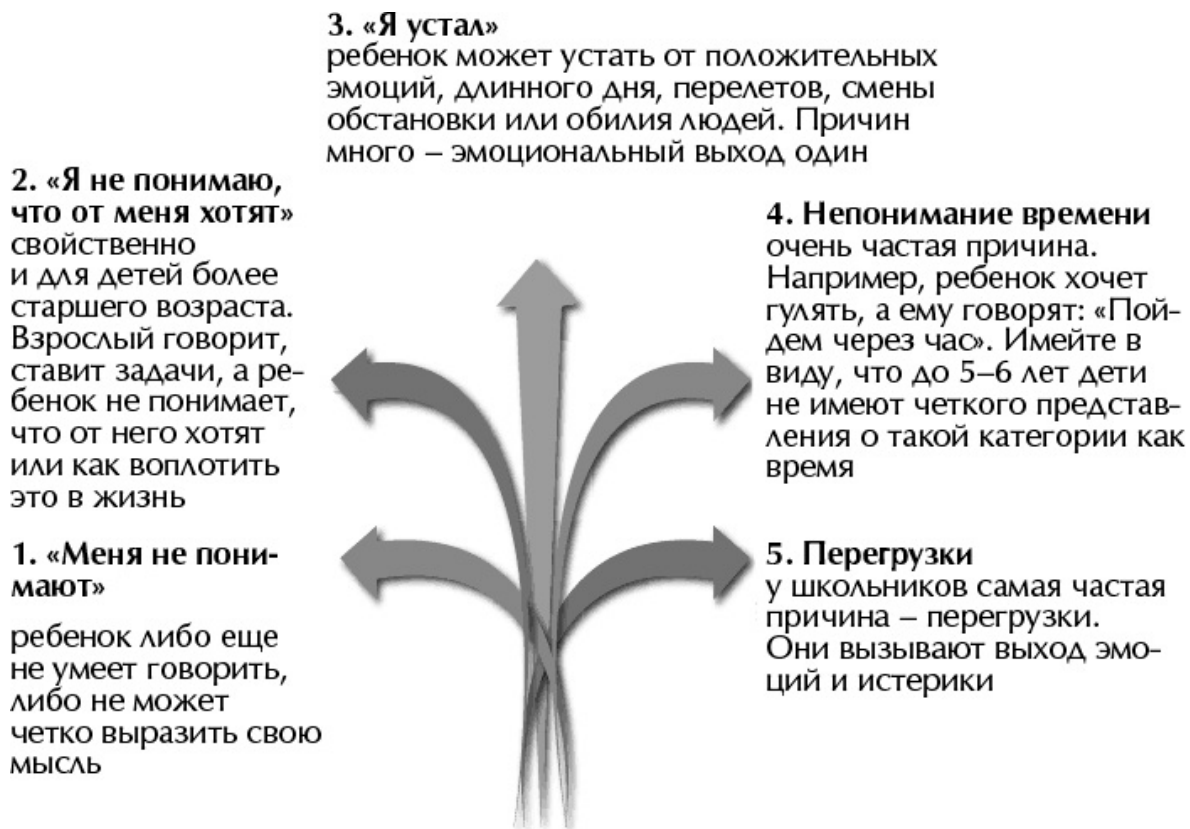 3. «Я устал»
ребенок может устать от положительных
эмоций, длинного дня, перелетов, смены
обстановки или обилия людей. Причин
много – эмоциональный выход один
2. «Я не понимаю,
что от меня хотят»
свойственно
и для детей более
старшего возраста.
Взрослый говорит,
ставит задачи, а ре-
бенок не понимает,
что от него хотят
или как воплотить
это в жизнь
4. Непонимание времени
очень частая причина.
Например, ребенок хочет
гулять, а ему говорят: «Пой-
дем через час». Имейте в
виду, что до 5–6 лет дети
не имеют четкого представ-
ления о такой категории как
время
1. «Меня не пони-
мают»
ребенок либо еще
не умеет говорить,
либо не может
четко выразить свою
мысль
5. Перегрузки
у школьников самая частая
причина – перегрузки.
Они вызывают выход эмо-
ций и истерики